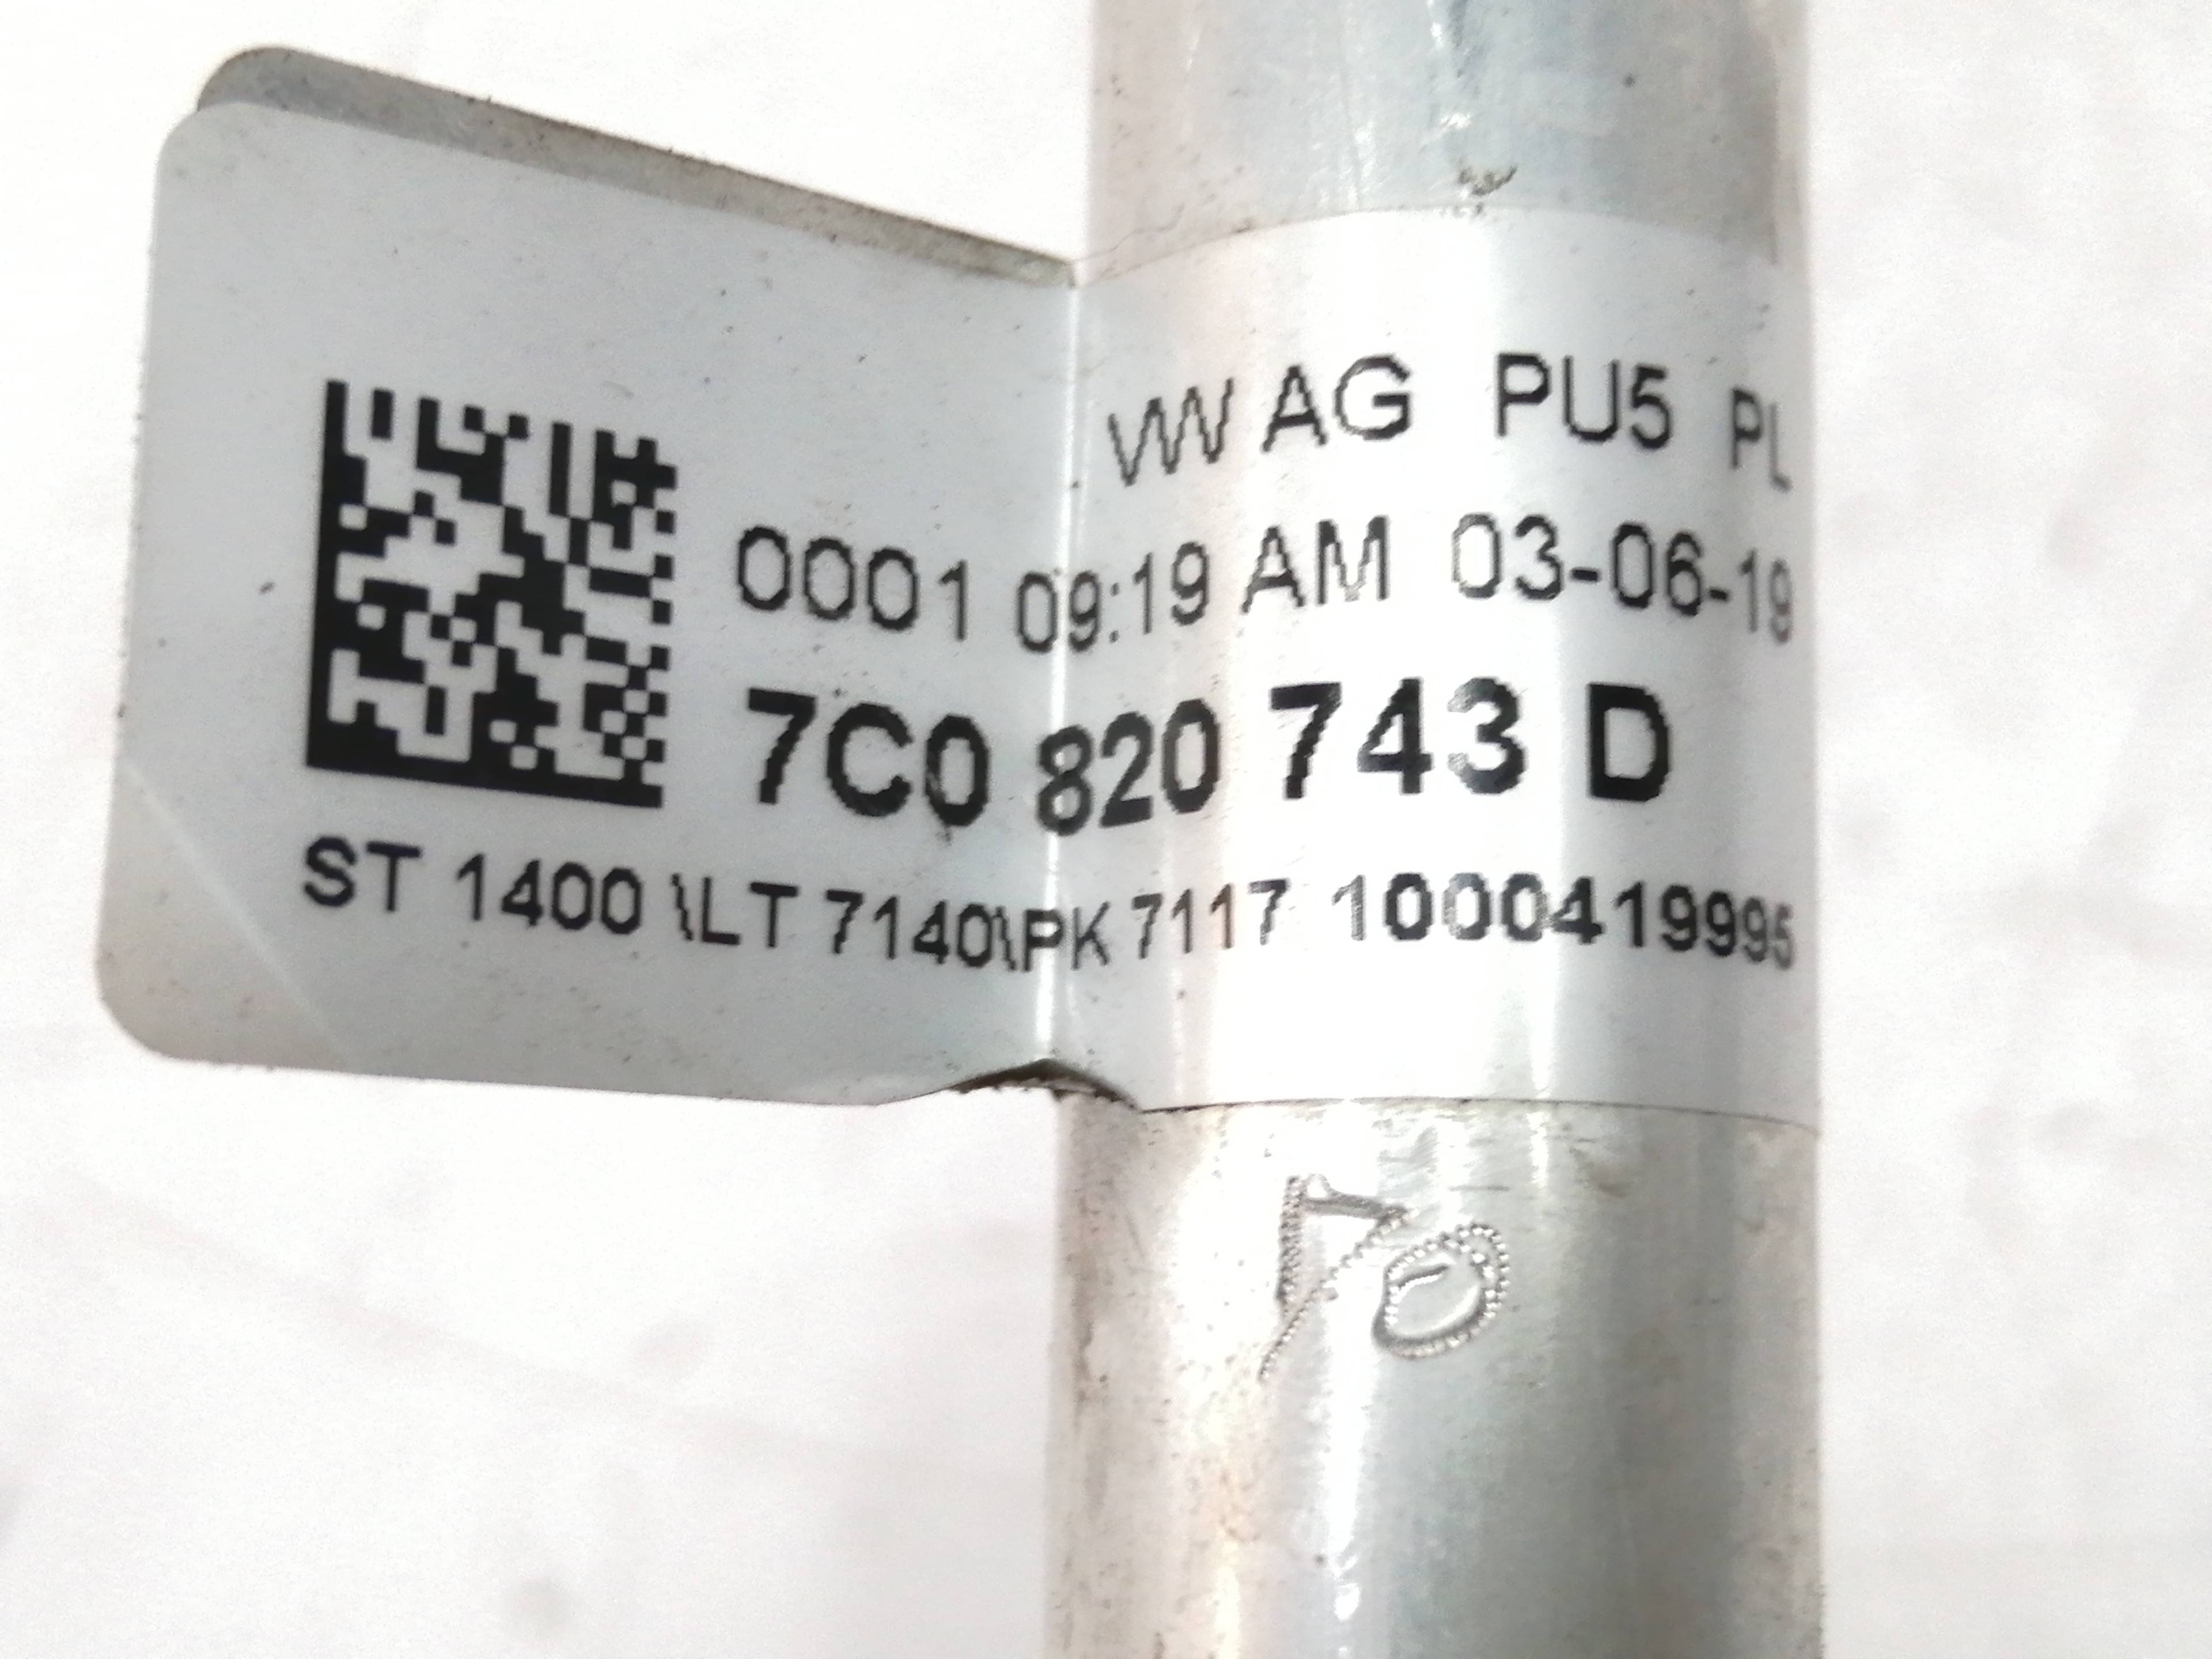 VW AG PU5 PL
0001 09:19 AM 03-06-19
7C0 820 743 D
ST 1400 \LT 7140\PK 7117 1000419995